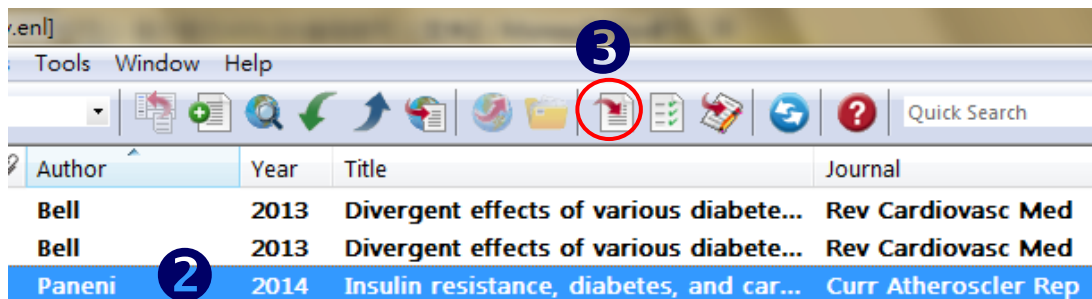 v.enl]
3
Tools Window Help
Quick Search
Author Year Title Journal
Bell 2013 Divergent effects of various diabete... Rev Cardiovasc Med
Bell 2013 Divergent effects of various diabete... Rev Cardiovasc Med
Paneni 2 2014 Insulin resistance, diabetes, and car... Curr Atheroscler Rep